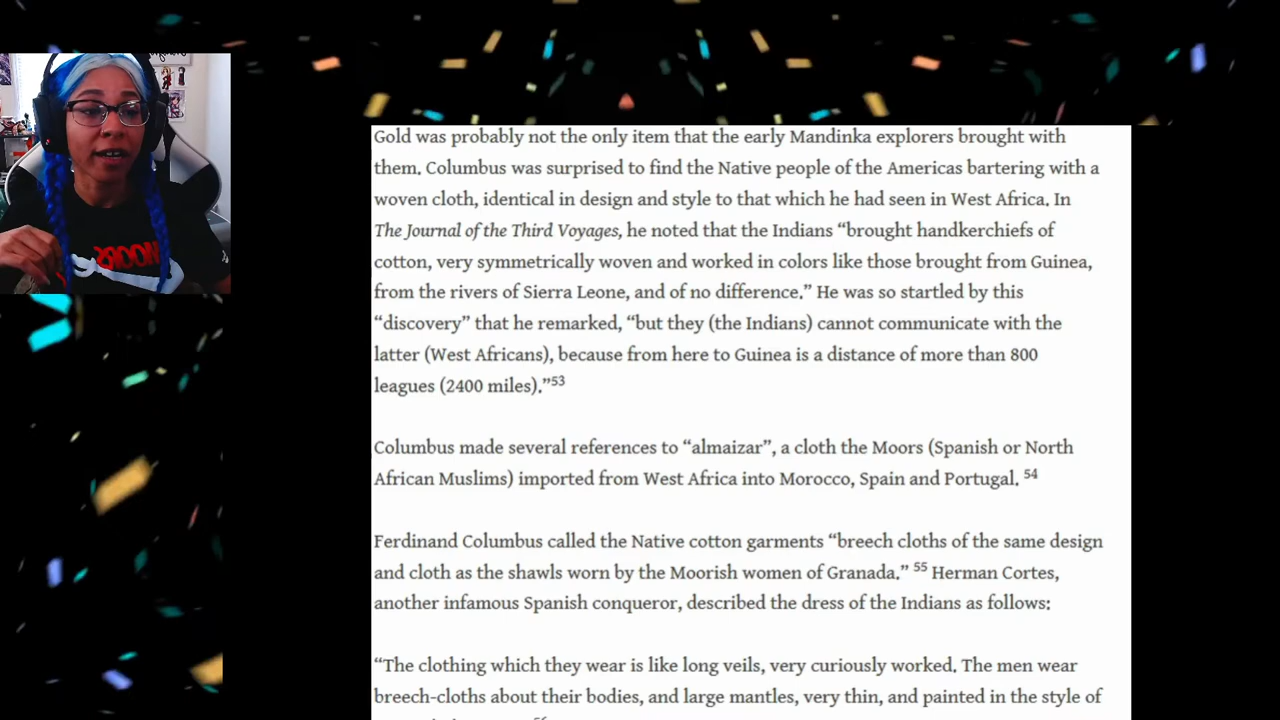 Gold was probably not the only item that the early Mandinka explorers brought with
them. Columbus was surprised to find the Native people of the Americas bartering with a
woven cloth, identical in design and style to that which he had seen in West Africa. In
The Journal of the Third Voyages, he noted that the Indians “brought handkerchiefs of
cotton, very symmetrically woven and worked in colors like those brought from Guinea,
from the rivers of Sierra Leone, and of no difference.” He was so startled by this
“discovery” that he remarked, “but they (the Indians) cannot communicate with the
latter (West Africans), because from here to Guinea is a distance of more than 800
leagues (2400 miles).”53
Columbus made several references to “almaizar”, a cloth the Moors (Spanish or North
African Muslims) imported from West Africa into Morocco, Spain and Portugal. 54
Ferdinand Columbus called the Native cotton garments “breech cloths of the same design
and cloth as the shawls worn by the Moorish women of Granada.” 55 Herman Cortes,
another infamous Spanish conqueror, described the dress of the Indians as follows:
“The clothing which they wear is like long veils, very curiously worked. The men wear
breech-cloths about their bodies, and large mantles, very thin, and painted in the style of